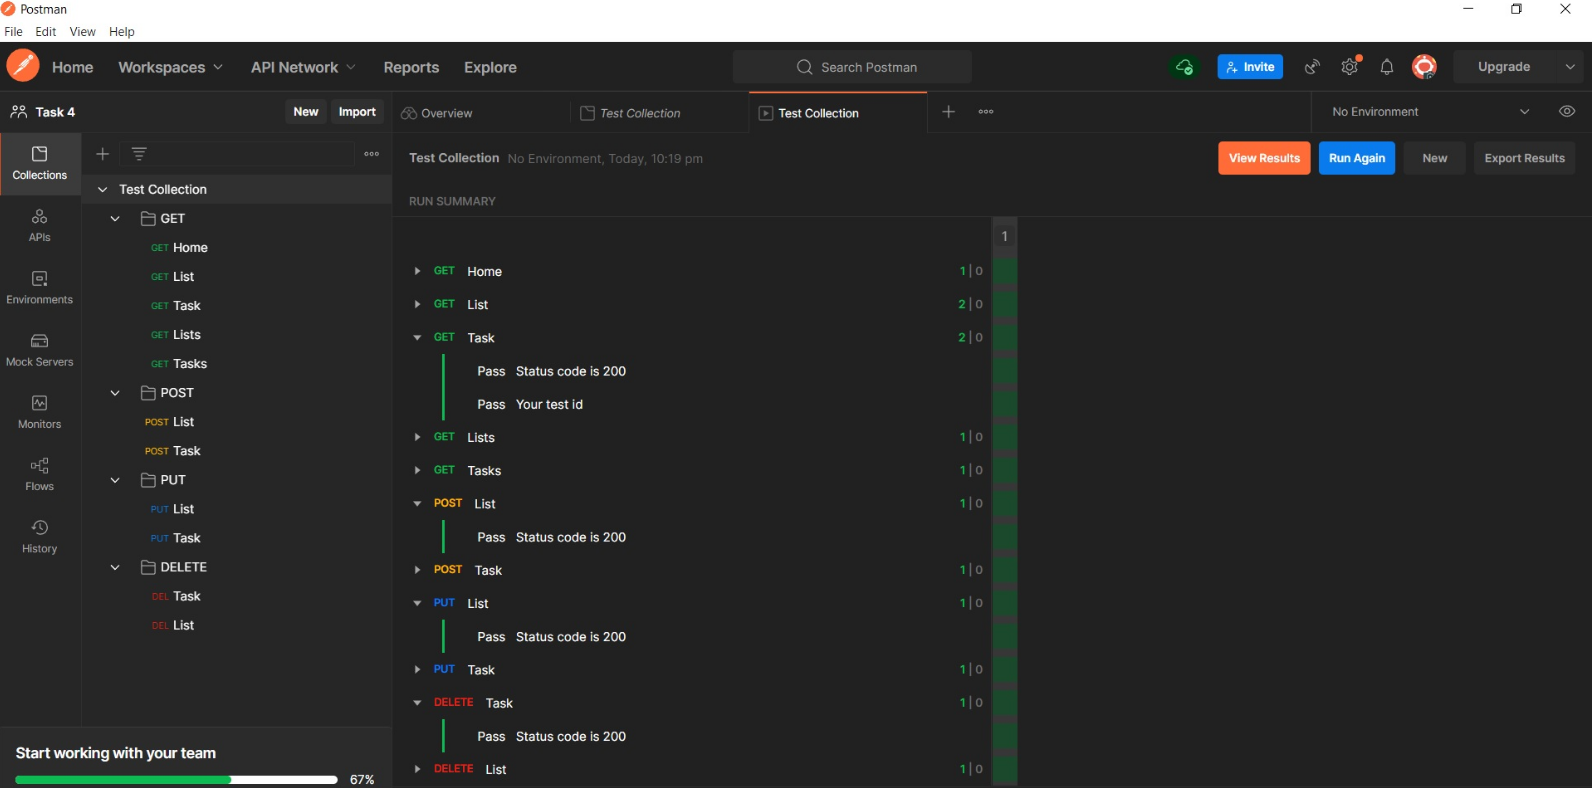 Postman
File Edit View Help
Home Workspaces API Network Reports Explore Search Postman Invite Upgrade
Task 4 New Import Overview Test Collection Test Collection No Environment
Collections
APIs
Environments
Mock Servers
Monitors
Flows
History
Test Collection
GET
GET Home
GET List
GET Task
GET Lists
GET Tasks
POST
POST List
POST Task
PUT
PUT List
PUT Task
DELETE
DEL Task
DEL List
Start working with your team
67%
Test Collection No Environment, Today, 10:19 pm View Results Run Again New Export Results
RUN SUMMARY
1
GET Home 1 | 0
GET List 2 | 0
GET Task 2 | 0
Pass Status code is 200
Pass Your test id
GET Lists 1 | 0
GET Tasks 1 | 0
POST List 1 | 0
Pass Status code is 200
POST Task 1 | 0
PUT List 1 | 0
Pass Status code is 200
PUT Task 1 | 0
DELETE Task 1 | 0
Pass Status code is 200
DELETE List 1 | 0